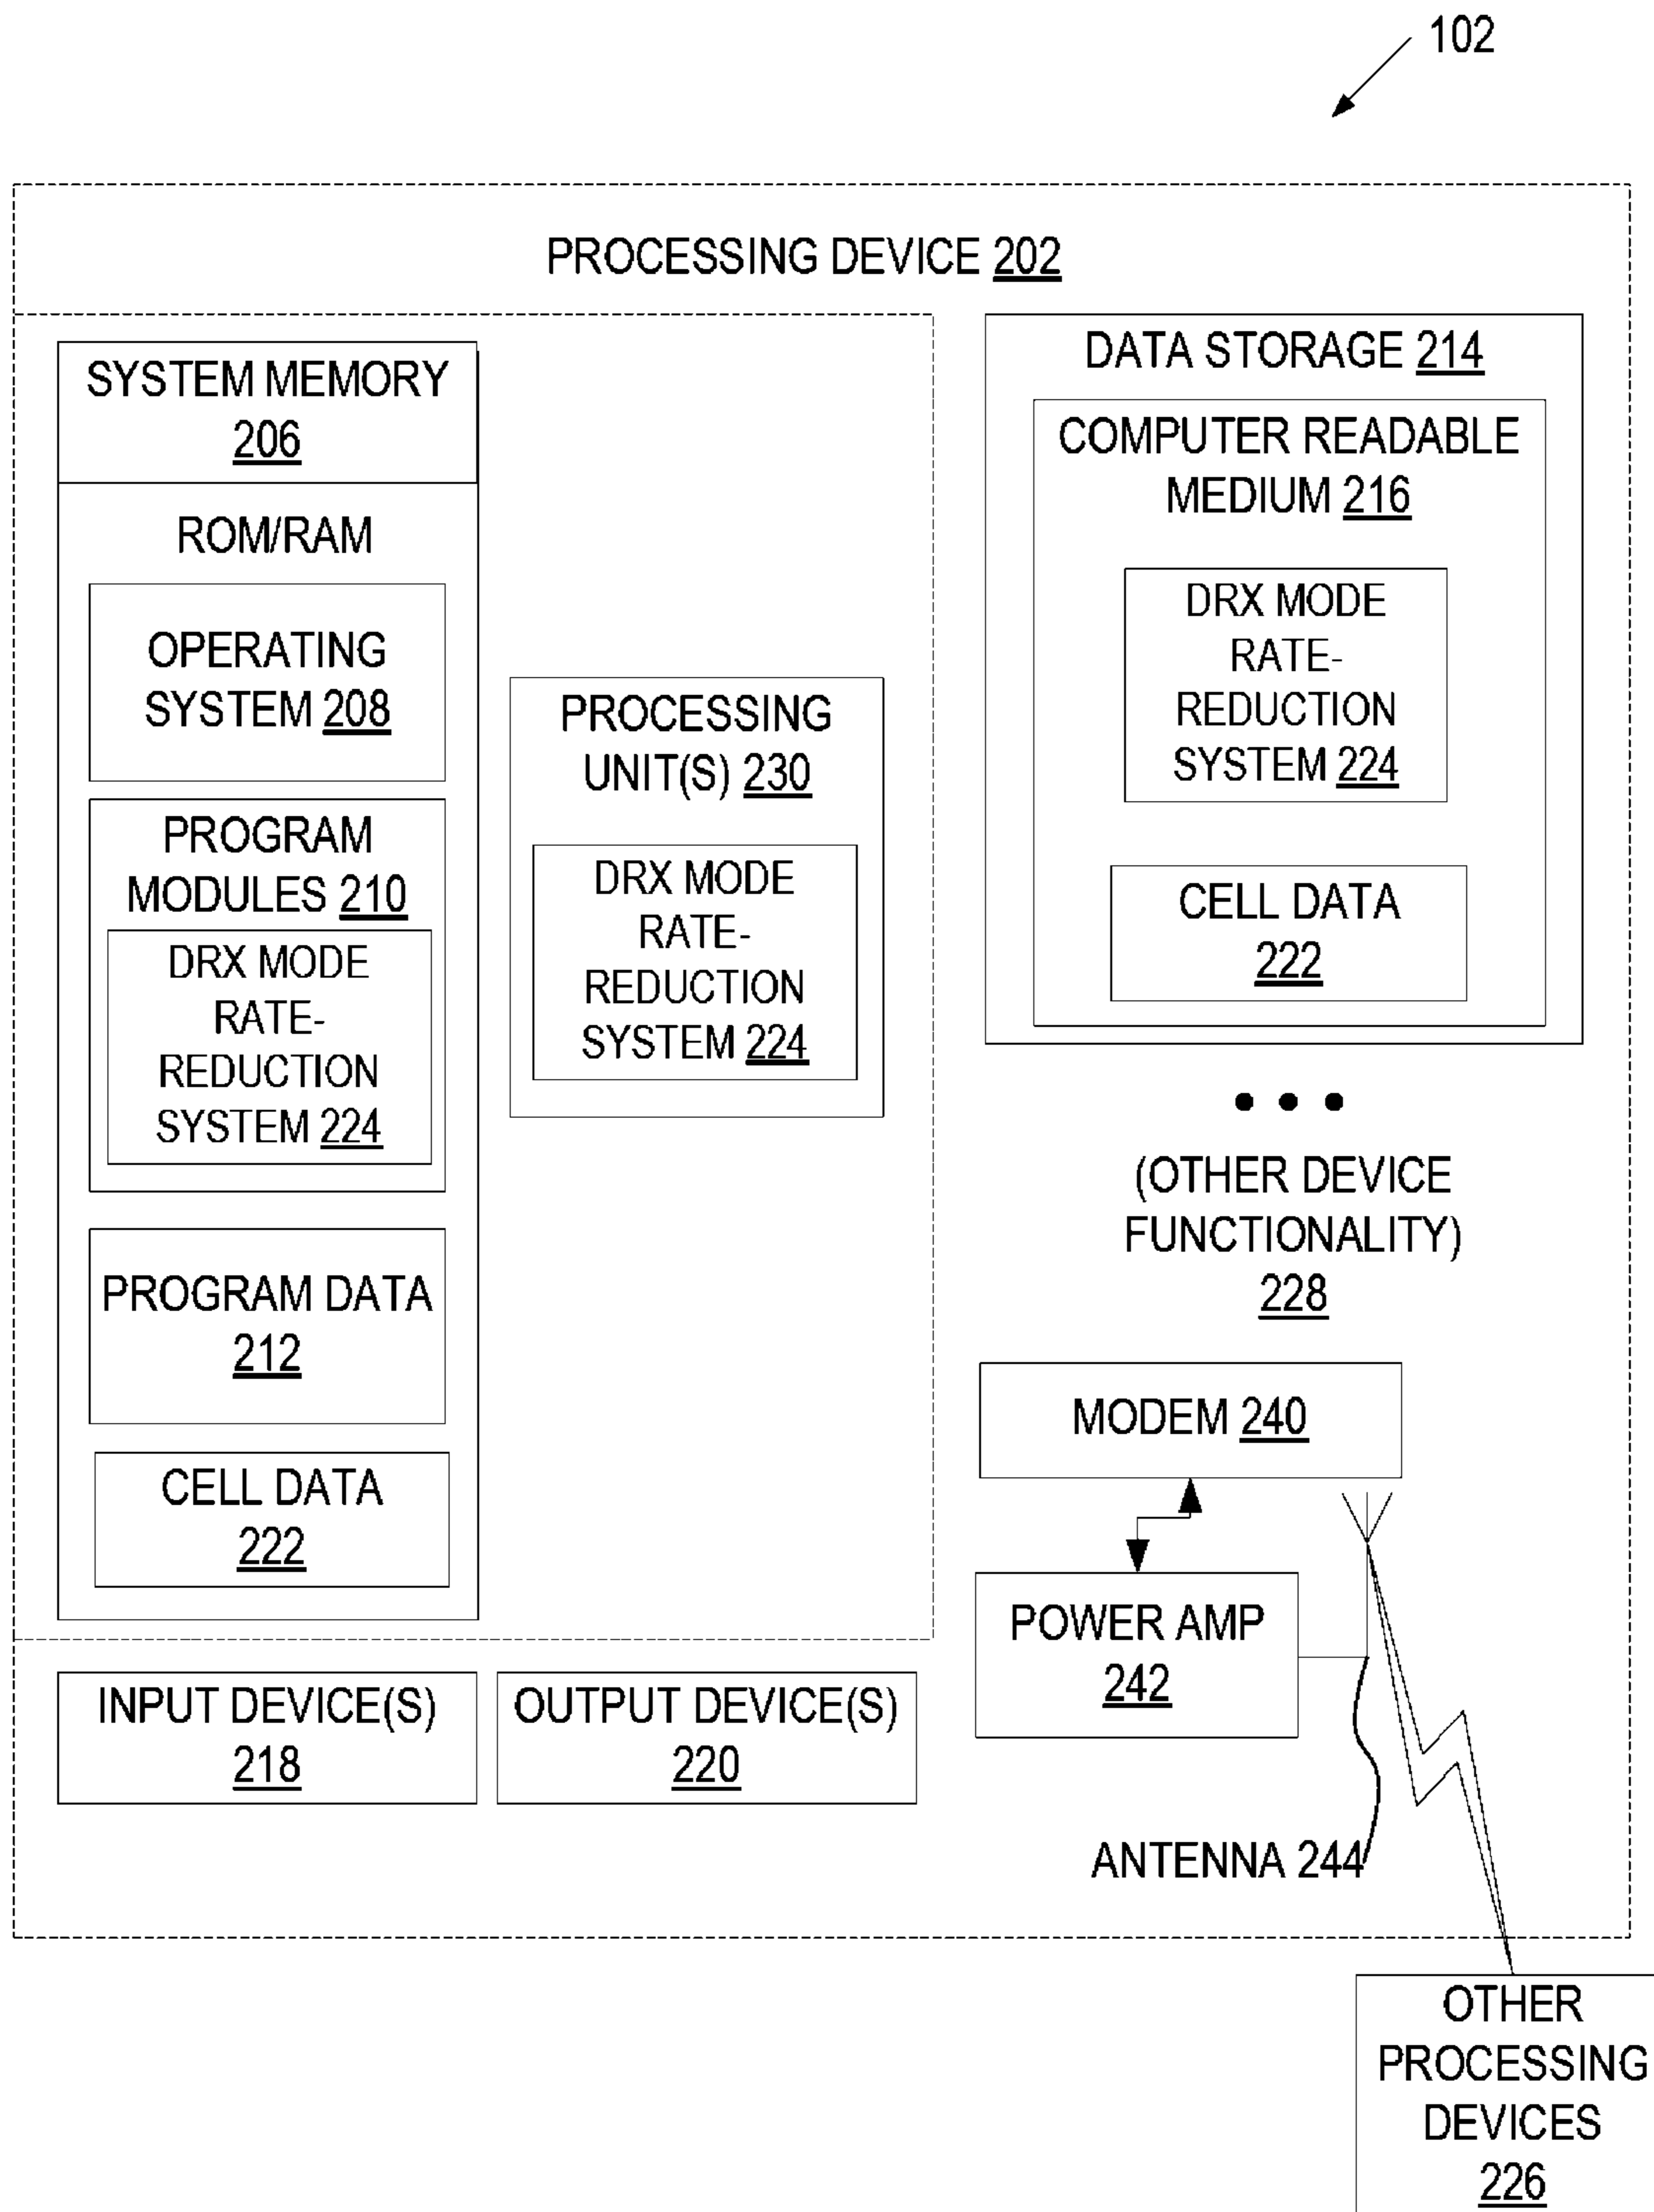 102
PROCESSING DEVICE 202
SYSTEM MEMORY
206
ROM/RAM
OPERATING
SYSTEM 208
PROGRAM
MODULES 210
DRX MODE
RATE-
REDUCTION
SYSTEM 224
PROGRAM DATA
212
CELL DATA
222
PROCESSING
UNIT(S) 230
DRX MODE
RATE-
REDUCTION
SYSTEM 224
DATA STORAGE 214
COMPUTER READABLE
MEDIUM 216
DRX MODE
RATE-
REDUCTION
SYSTEM 224
CELL DATA
222
(OTHER DEVICE
FUNCTIONALITY)
228
MODEM 240
POWER AMP
242
ANTENNA 244
INPUT DEVICE(S)
218
OUTPUT DEVICE(S)
220
OTHER
PROCESSING
DEVICES
226